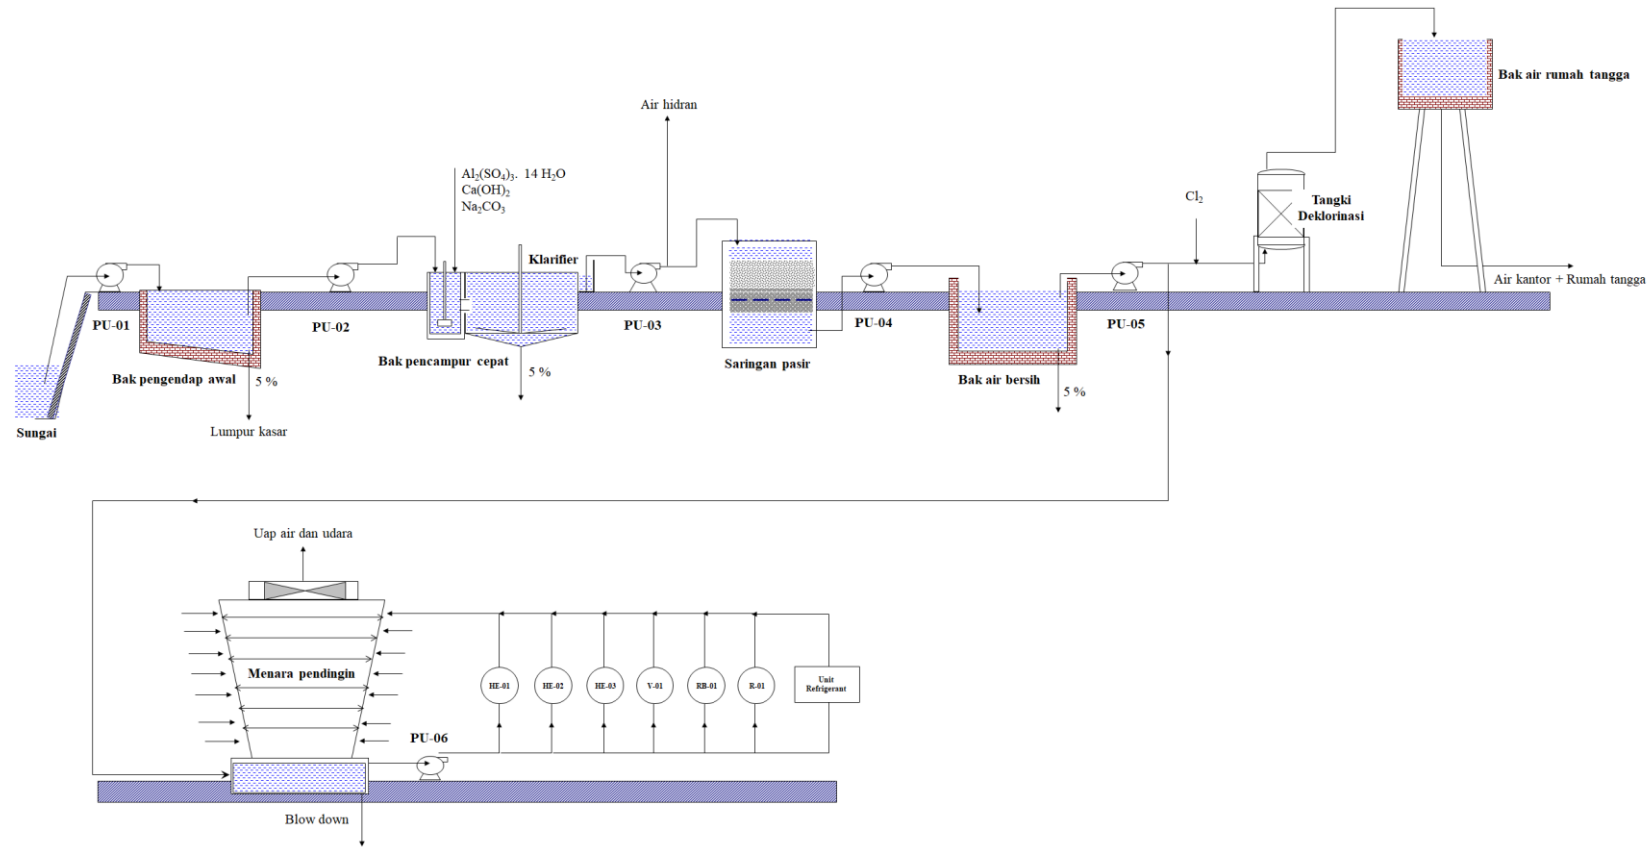 Bak air rumah tangga
Air hidran
Al₂(SO₄)₃. 14 H₂O
Ca(OH)₂
Na₂CO₃
Cl₂
Tangki
Deklorinasi
Klarifier
Air kantor + Rumah tangga
PU-01
PU-02
PU-03
PU-04
PU-05
Bak pencampur cepat
Saringan pasir
Bak pengendap awal
5 %
5 %
Bak air bersih
5 %
Sungai
Lumpur kasar
Uap air dan udara
Menara pendingin
HE-01
HE-02
HE-03
V-01
RB-01
R-01
Unit
Refrigerant
PU-06
Blow down